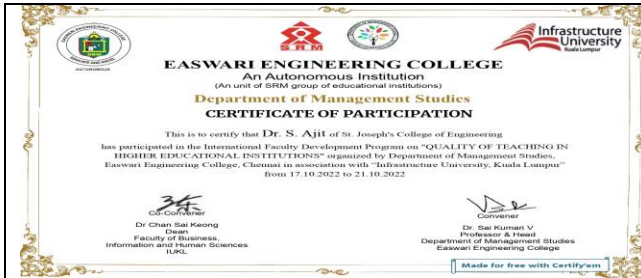 AUTONOMOUS
SRM
Infrastructure
University
Kuala Lumpur
EASWARI ENGINEERING COLLEGE
An Autonomous Institution
(An unit of SRM group of educational institutions)
Department of Management Studies
CERTIFICATE OF PARTICIPATION
This is to certify that Dr. S. Ajit of St. Joseph's College of Engineering
has participated in the International Faculty Development Program on "QUALITY OF TEACHING IN
HIGHER EDUCATIONAL INSTITUTIONS" organized by Department of Management Studies,
Easwari Engineering College, Chennai in association with "Infrastructure University, Kuala Lumpur"
from 17.10.2022 to 21.10.2022
Co-Convener
Dr Chan Sai Keong
Dean
Faculty of Business,
Information and Human Sciences
IUKL
Convener
Dr. Sai Kumari V
Professor & Head
Department of Management Studies
Easwari Engineering College
Made for free with Certify'em